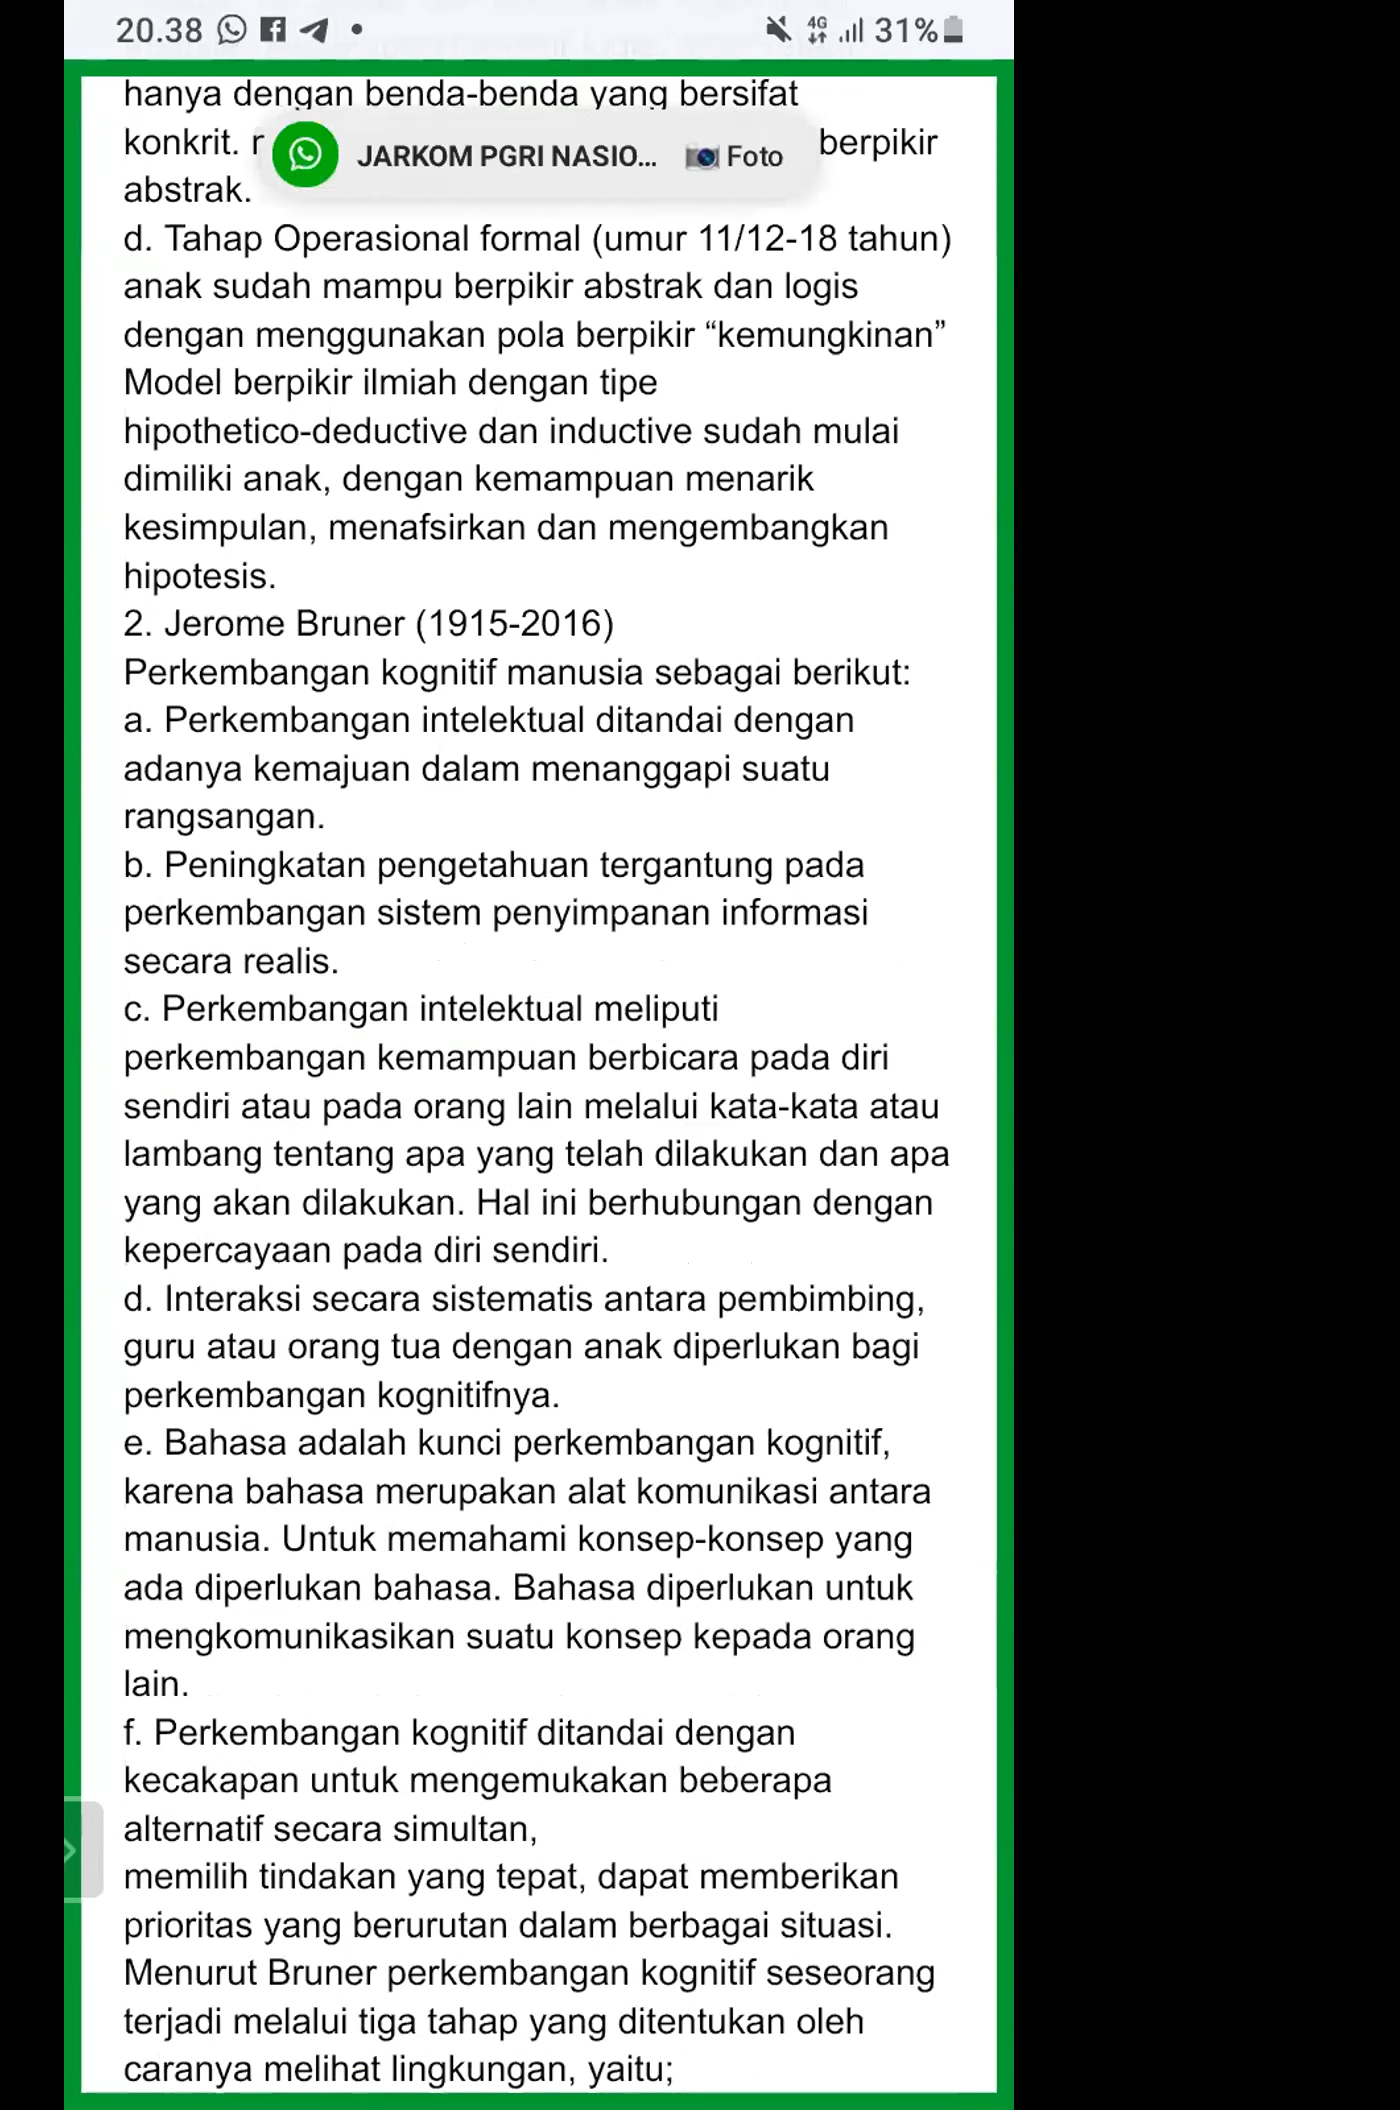 20.38
4G
31%
hanya dengan benda-benda yang bersifat
konkrit. berpikir
JARKOM PGRI NASIO... Foto
abstrak.
d. Tahap Operasional formal (umur 11/12-18 tahun)
anak sudah mampu berpikir abstrak dan logis
dengan menggunakan pola berpikir “kemungkinan”
Model berpikir ilmiah dengan tipe
hipothetico-deductive dan inductive sudah mulai
dimiliki anak, dengan kemampuan menarik
kesimpulan, menafsirkan dan mengembangkan
hipotesis.
2. Jerome Bruner (1915-2016)
Perkembangan kognitif manusia sebagai berikut:
a. Perkembangan intelektual ditandai dengan
adanya kemajuan dalam menanggapi suatu
rangsangan.
b. Peningkatan pengetahuan tergantung pada
perkembangan sistem penyimpanan informasi
secara realis.
c. Perkembangan intelektual meliputi
perkembangan kemampuan berbicara pada diri
sendiri atau pada orang lain melalui kata-kata atau
lambang tentang apa yang telah dilakukan dan apa
yang akan dilakukan. Hal ini berhubungan dengan
kepercayaan pada diri sendiri.
d. Interaksi secara sistematis antara pembimbing,
guru atau orang tua dengan anak diperlukan bagi
perkembangan kognitifnya.
e. Bahasa adalah kunci perkembangan kognitif,
karena bahasa merupakan alat komunikasi antara
manusia. Untuk memahami konsep-konsep yang
ada diperlukan bahasa. Bahasa diperlukan untuk
mengkomunikasikan suatu konsep kepada orang
lain.
f. Perkembangan kognitif ditandai dengan
kecakapan untuk mengemukakan beberapa
alternatif secara simultan,
memilih tindakan yang tepat, dapat memberikan
prioritas yang berurutan dalam berbagai situasi.
Menurut Bruner perkembangan kognitif seseorang
terjadi melalui tiga tahap yang ditentukan oleh
caranya melihat lingkungan, yaitu;